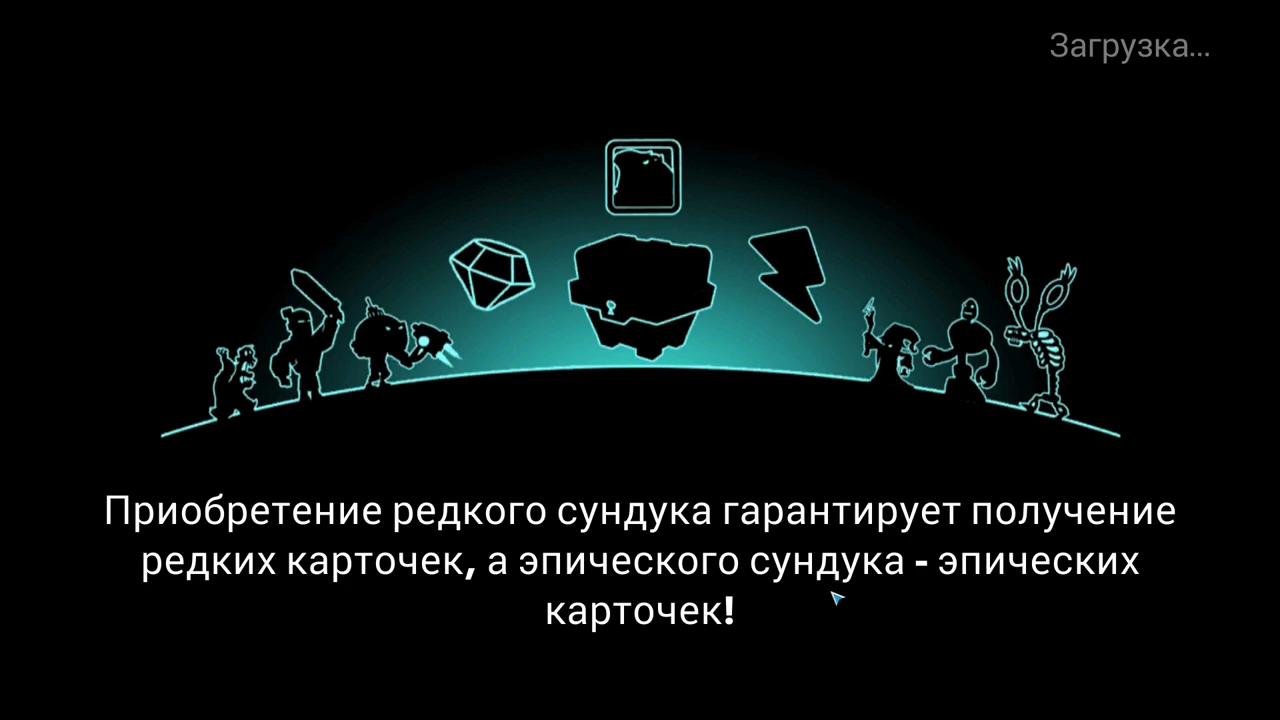 Загрузка...
Приобретение редкого сундука гарантирует получение
редких карточек, а эпического сундука - эпических
карточек!